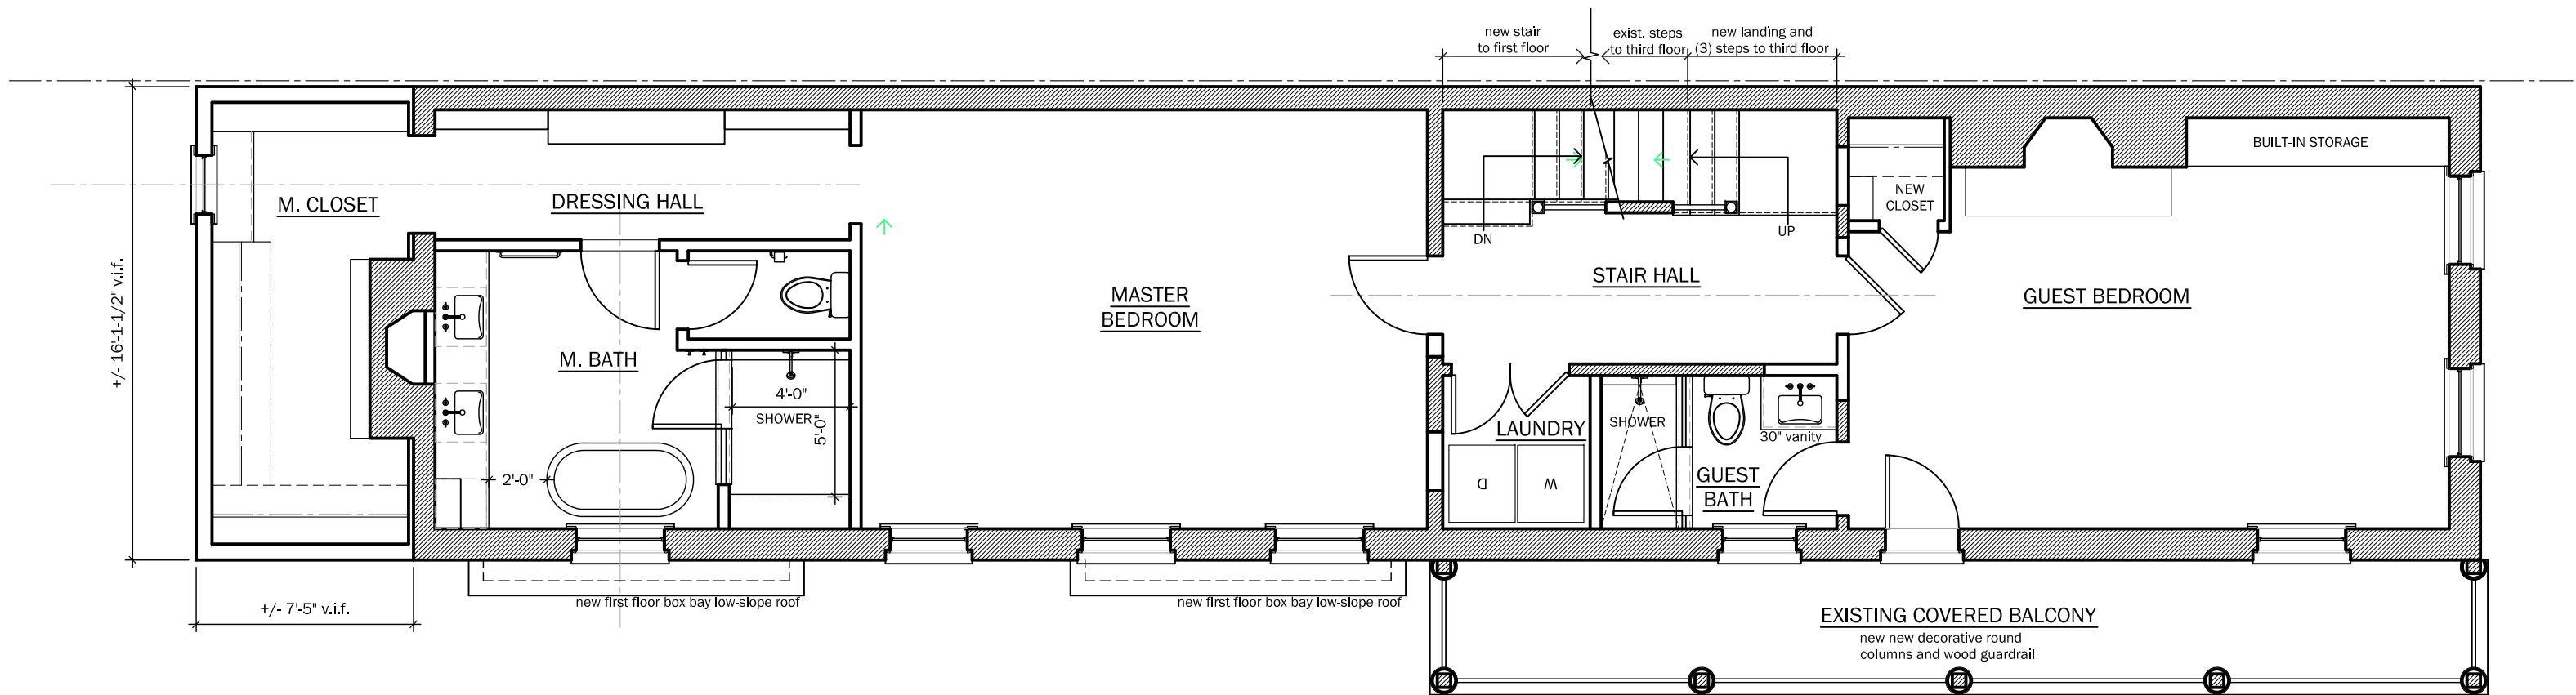 new stair
to first floor
exist. steps
to third floor
new landing and
(3) steps to third floor
BUILT-IN STORAGE
NEW
CLOSET
M. CLOSET
DRESSING HALL
DN
UP
STAIR HALL
MASTER
BEDROOM
GUEST BEDROOM
+/- 16'-1-1/2" v.i.f.
M. BATH
4'-0"
SHOWER
5'-0"
2'-0"
LAUNDRY
D
W
SHOWER
30" vanity
GUEST
BATH
+/- 7'-5" v.i.f.
new first floor box bay low-slope roof
new first floor box bay low-slope roof
EXISTING COVERED BALCONY
new new decorative round
columns and wood guardrail